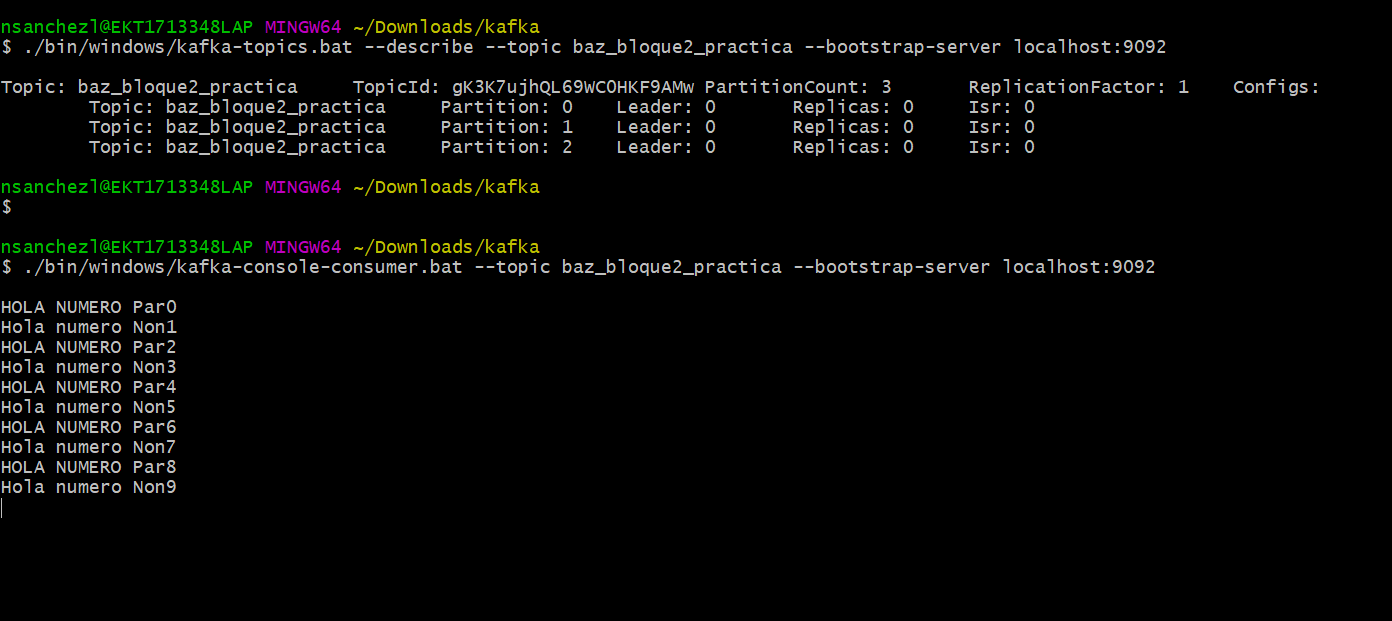 nsanchezl@EKT1713348LAP MINGW64 ~/Downloads/kafka
$ ./bin/windows/kafka-topics.bat --describe --topic baz_bloque2_practica --bootstrap-server localhost:9092
Topic: baz_bloque2_practica TopicId: gK3K7ujhQL69WC0HKF9AMw PartitionCount: 3 ReplicationFactor: 1 Configs:
Topic: baz_bloque2_practica Partition: 0 Leader: 0 Replicas: 0 Isr: 0
Topic: baz_bloque2_practica Partition: 1 Leader: 0 Replicas: 0 Isr: 0
Topic: baz_bloque2_practica Partition: 2 Leader: 0 Replicas: 0 Isr: 0
nsanchezl@EKT1713348LAP MINGW64 ~/Downloads/kafka
$
nsanchezl@EKT1713348LAP MINGW64 ~/Downloads/kafka
$ ./bin/windows/kafka-console-consumer.bat --topic baz_bloque2_practica --bootstrap-server localhost:9092
HOLA NUMERO Par0
Hola numero Non1
HOLA NUMERO Par2
Hola numero Non3
HOLA NUMERO Par4
Hola numero Non5
HOLA NUMERO Par6
Hola numero Non7
HOLA NUMERO Par8
Hola numero Non9